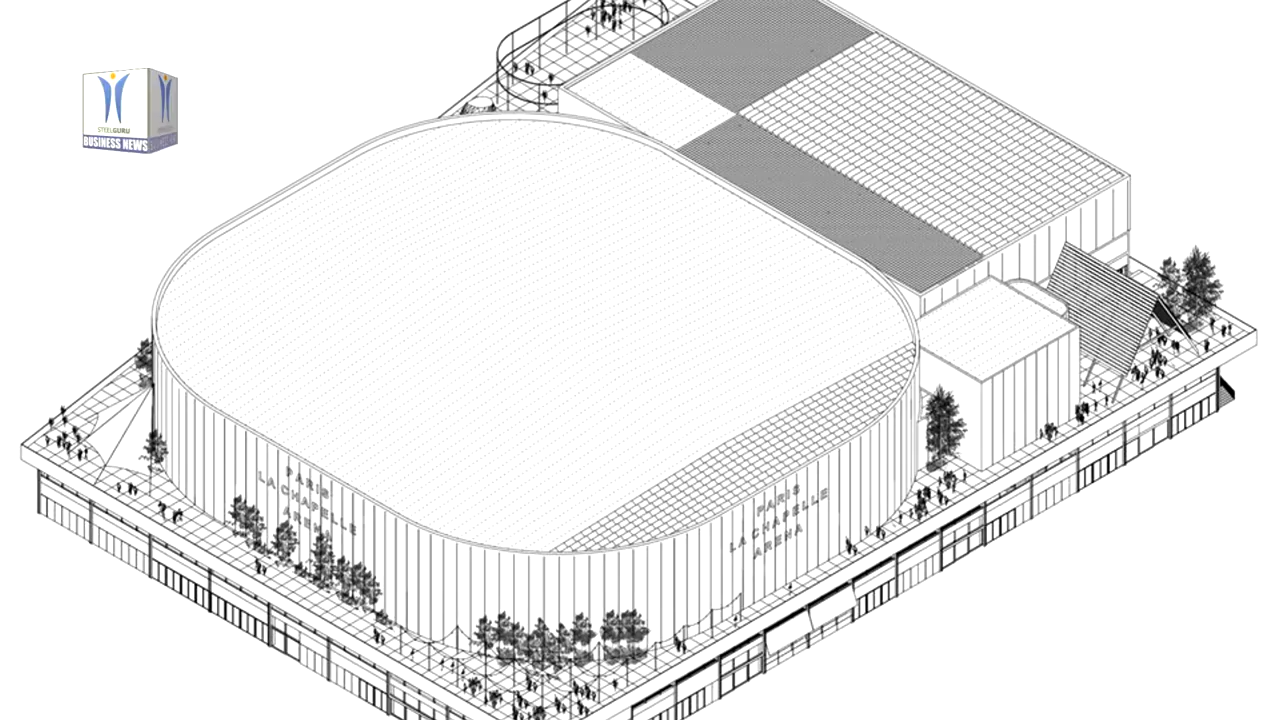 STEELGURU
BUSINESS NEWS
PARIS
LA CHAPELLE
ARENA
PARIS
LA CHAPELLE
ARENA